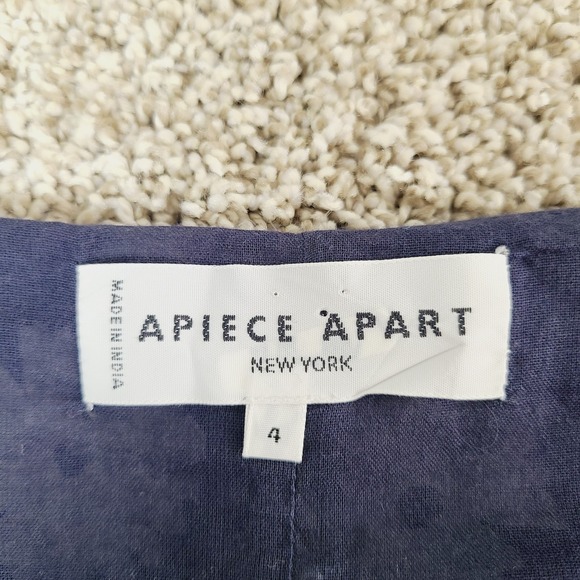 MADE IN INDIA
APIECE APART
NEW YORK
4